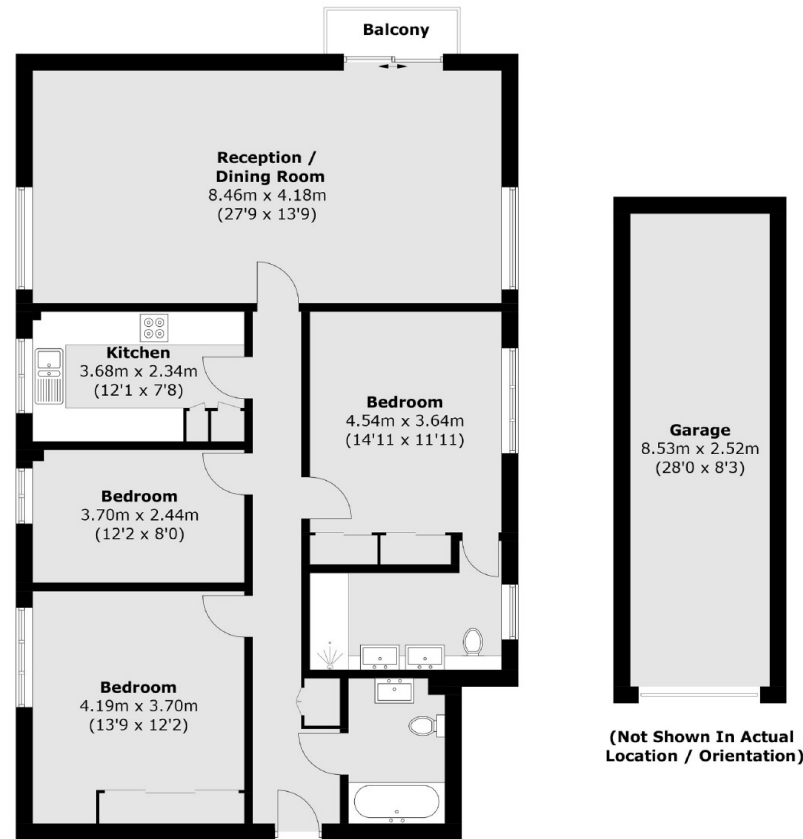 Balcony
Reception /
Dining Room
8.46m x 4.18m
(27'9 x 13'9)
Kitchen
3.68m x 2.34m
(12'1 x 7'8)
Bedroom
4.54m x 3.64m
(14'11 x 11'11)
Bedroom
3.70m x 2.44m
(12'2 x 8'0)
Bedroom
4.19m x 3.70m
(13'9 x 12'2)
Garage
8.53m x 2.52m
(28'0 x 8'3)
(Not Shown In Actual
Location / Orientation)